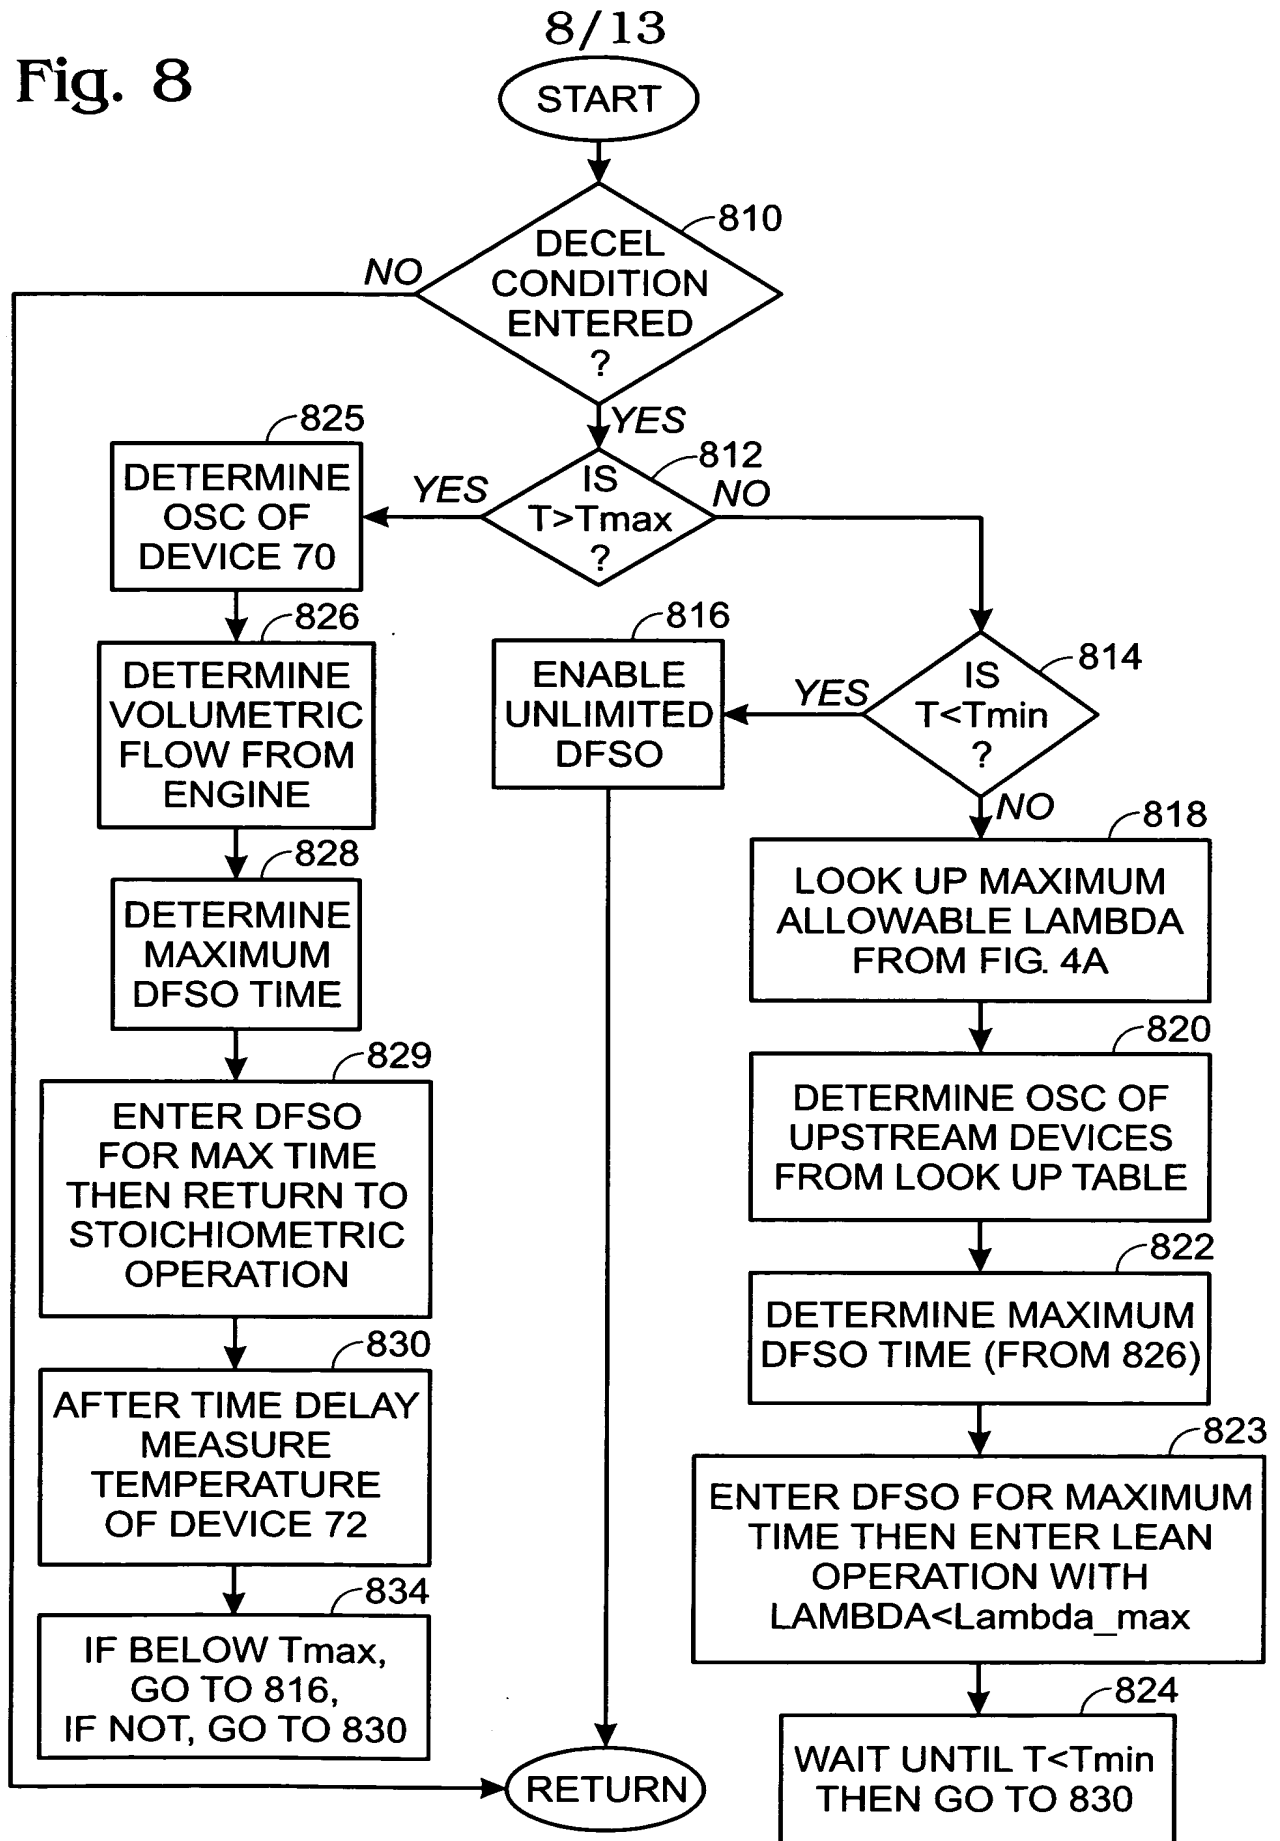 8/13
Fig. 8
START
810
DECEL
CONDITION
ENTERED
?
NO
YES
812
IS
T>Tmax
?
YES
NO
825
DETERMINE
OSC OF
DEVICE 70
826
DETERMINE
VOLUMETRIC
FLOW FROM
ENGINE
828
DETERMINE
MAXIMUM
DFSO TIME
829
ENTER DFSO
FOR MAX TIME
THEN RETURN TO
STOICHIOMETRIC
OPERATION
830
AFTER TIME DELAY
MEASURE
TEMPERATURE
OF DEVICE 72
834
IF BELOW Tmax,
GO TO 816,
IF NOT, GO TO 830
814
IS
T<Tmin
?
YES
NO
816
ENABLE
UNLIMITED
DFSO
818
LOOK UP MAXIMUM
ALLOWABLE LAMBDA
FROM FIG. 4A
820
DETERMINE OSC OF
UPSTREAM DEVICES
FROM LOOK UP TABLE
822
DETERMINE MAXIMUM
DFSO TIME (FROM 826)
823
ENTER DFSO FOR MAXIMUM
TIME THEN ENTER LEAN
OPERATION WITH
LAMBDA<Lambda_max
824
WAIT UNTIL T<Tmin
THEN GO TO 830
RETURN